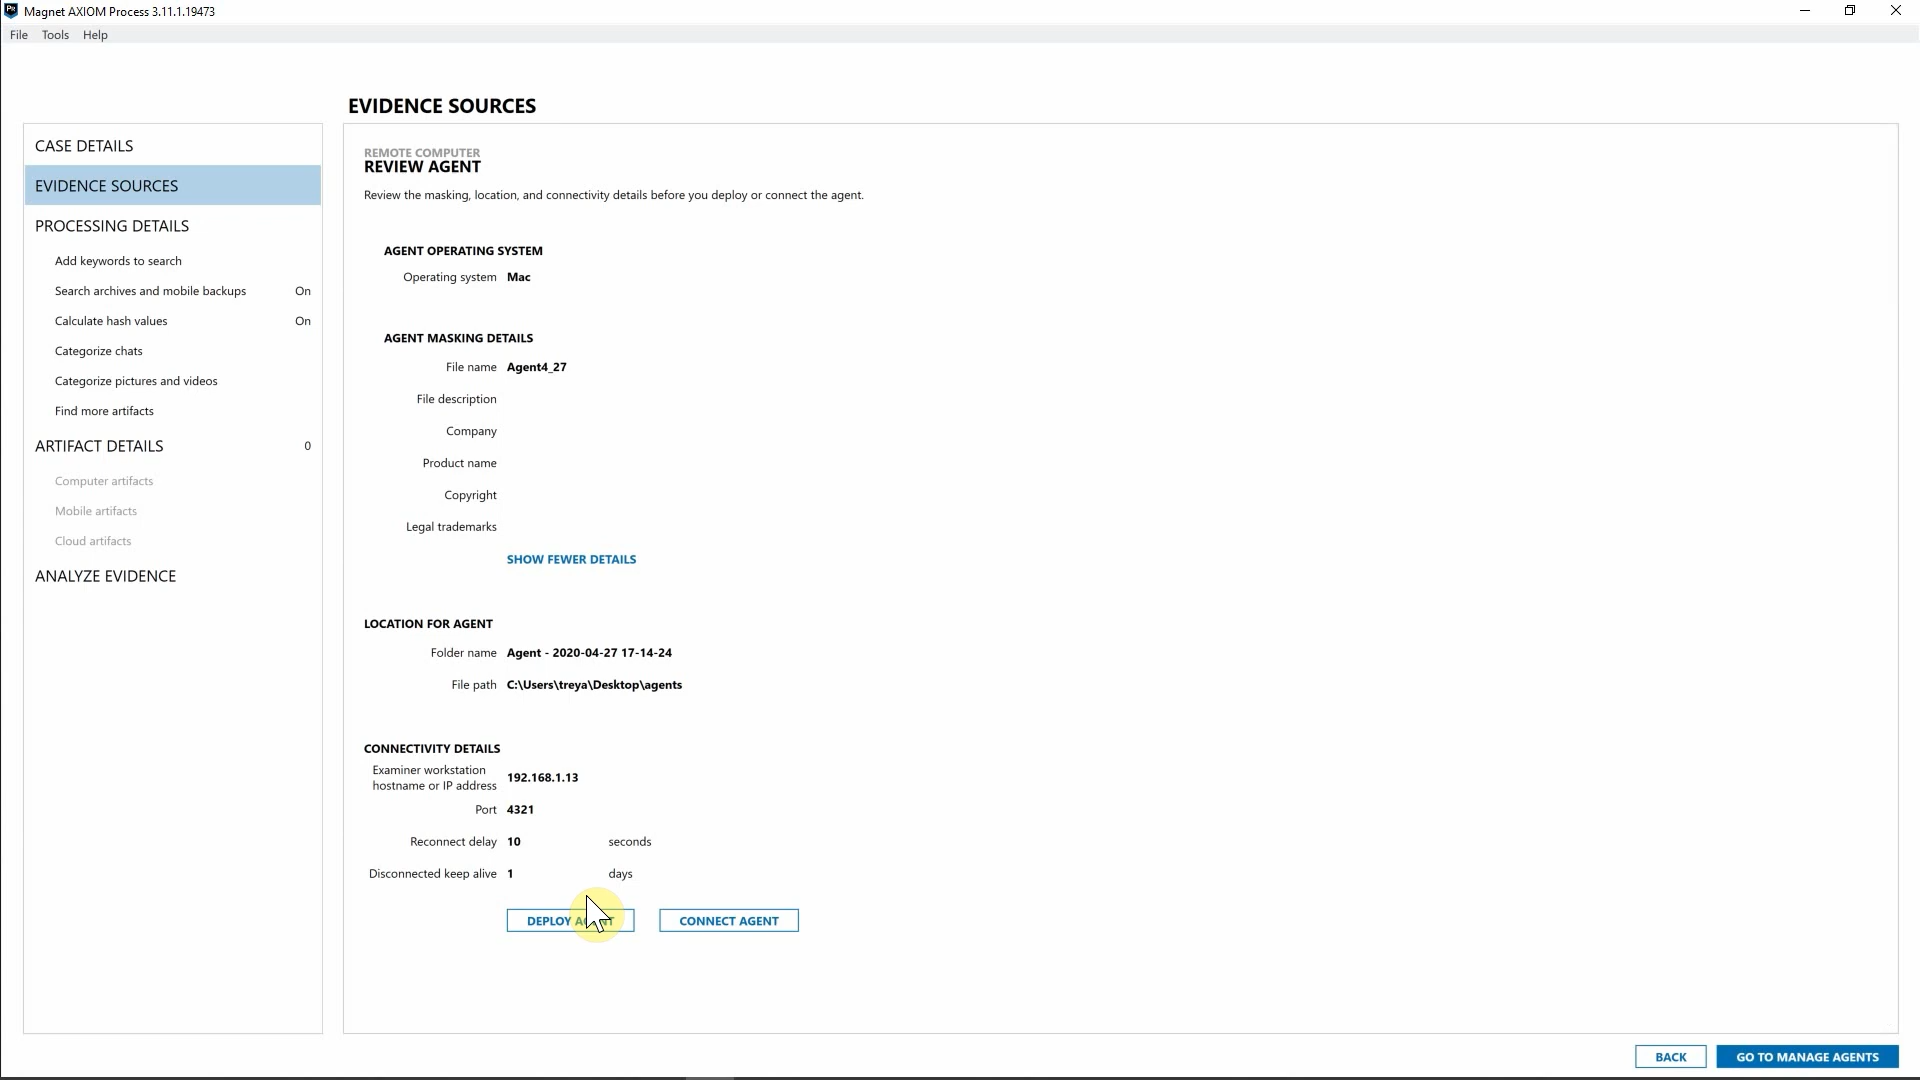 Magnet AXIOM Process 3.11.1.19473
File Tools Help
EVIDENCE SOURCES
CASE DETAILS
EVIDENCE SOURCES
PROCESSING DETAILS
Add keywords to search
Search archives and mobile backups On
Calculate hash values On
Categorize chats
Categorize pictures and videos
Find more artifacts
ARTIFACT DETAILS 0
Computer artifacts
Mobile artifacts
Cloud artifacts
ANALYZE EVIDENCE
REMOTE COMPUTER
REVIEW AGENT
Review the masking, location, and connectivity details before you deploy or connect the agent.
AGENT OPERATING SYSTEM
Operating system Mac
AGENT MASKING DETAILS
File name Agent4_27
File description
Company
Product name
Copyright
Legal trademarks
SHOW FEWER DETAILS
LOCATION FOR AGENT
Folder name Agent - 2020-04-27 17-14-24
File path C:\Users\treya\Desktop\agents
CONNECTIVITY DETAILS
Examiner workstation
hostname or IP address 192.168.1.13
Port 4321
Reconnect delay 10 seconds
Disconnected keep alive 1 days
DEPLOY AGENT CONNECT AGENT
BACK GO TO MANAGE AGENTS